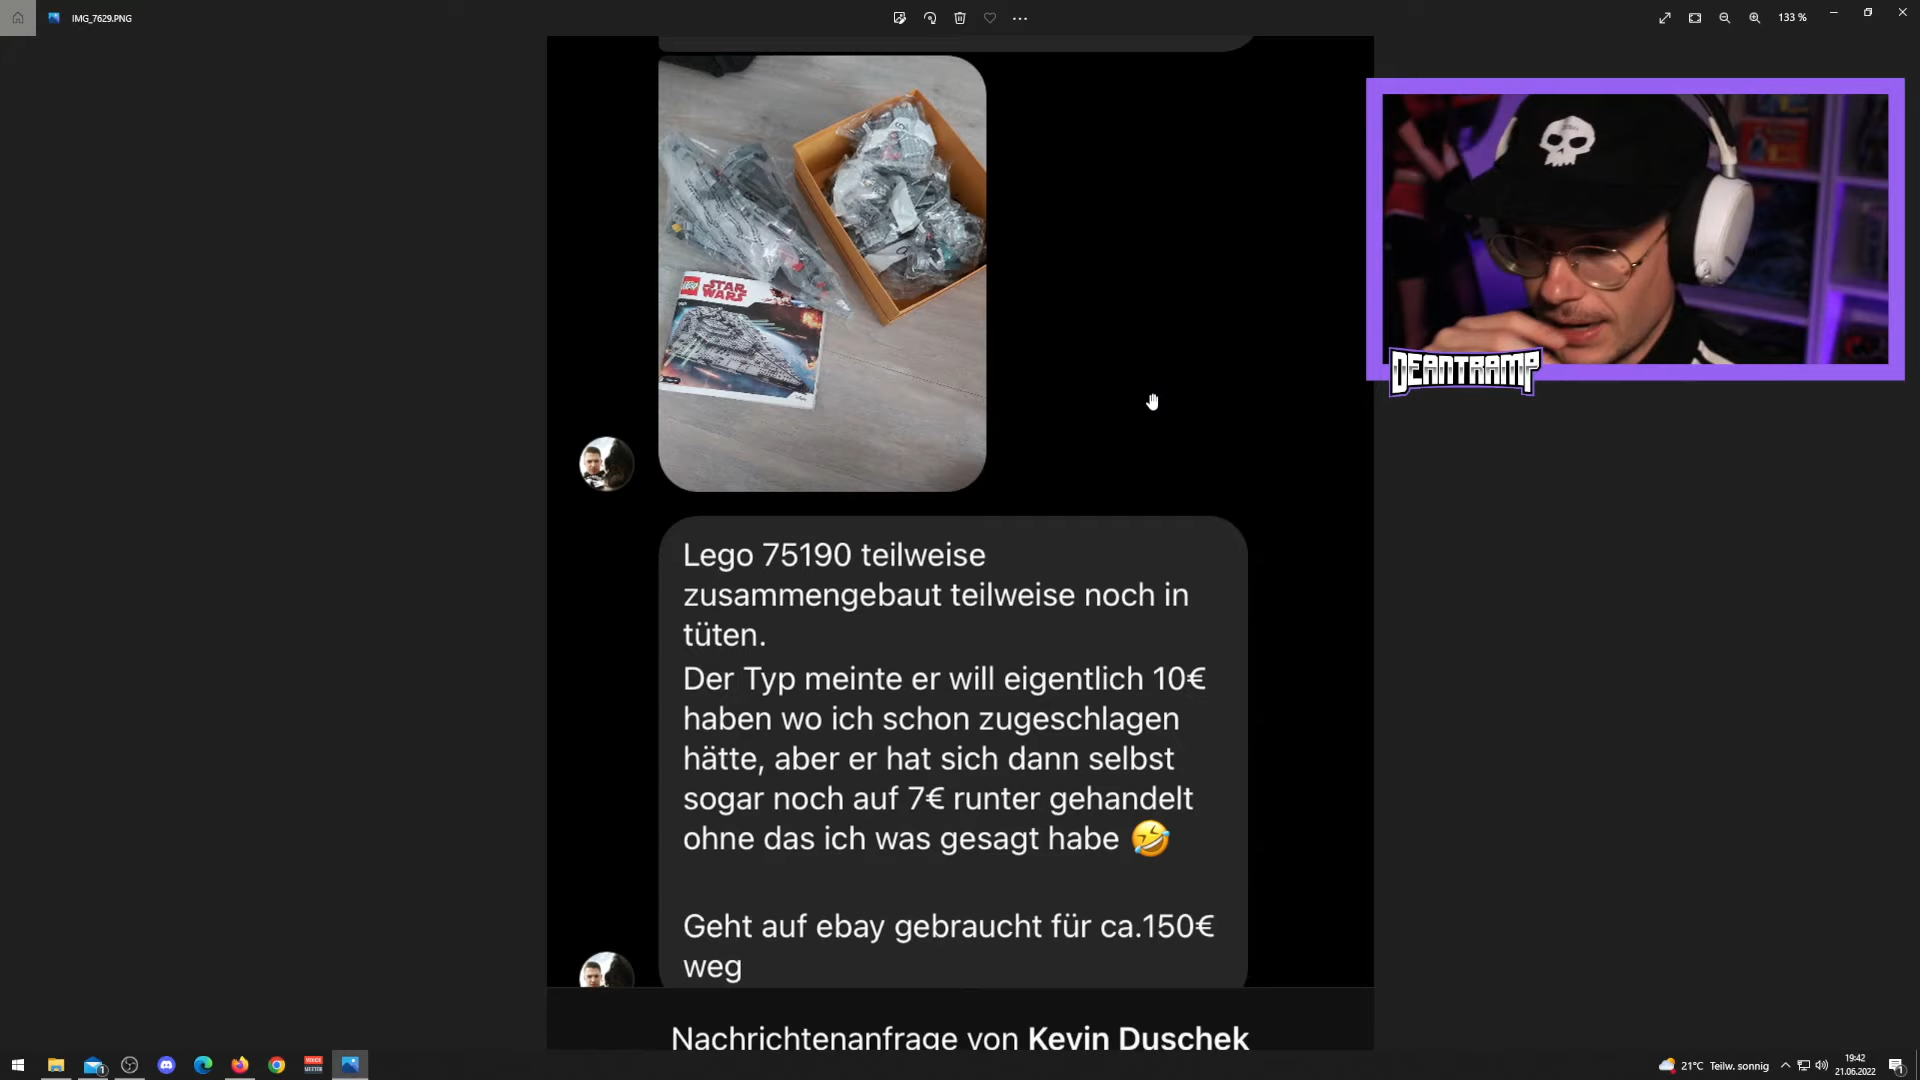 IMG_7629.PNG
133 %
LEGO
STAR
WARS
DEANTRAMP
Lego 75190 teilweise
zusammengebaut teilweise noch in
tüten.
Der Typ meinte er will eigentlich 10€
haben wo ich schon zugeschlagen
hätte, aber er hat sich dann selbst
sogar noch auf 7€ runter gehandelt
ohne das ich was gesagt habe 🤣
Geht auf ebay gebraucht für ca.150€
weg
Nachrichtenanfrage von Kevin Duschek
21°C Teilw. sonnig
19:42
21.06.2022